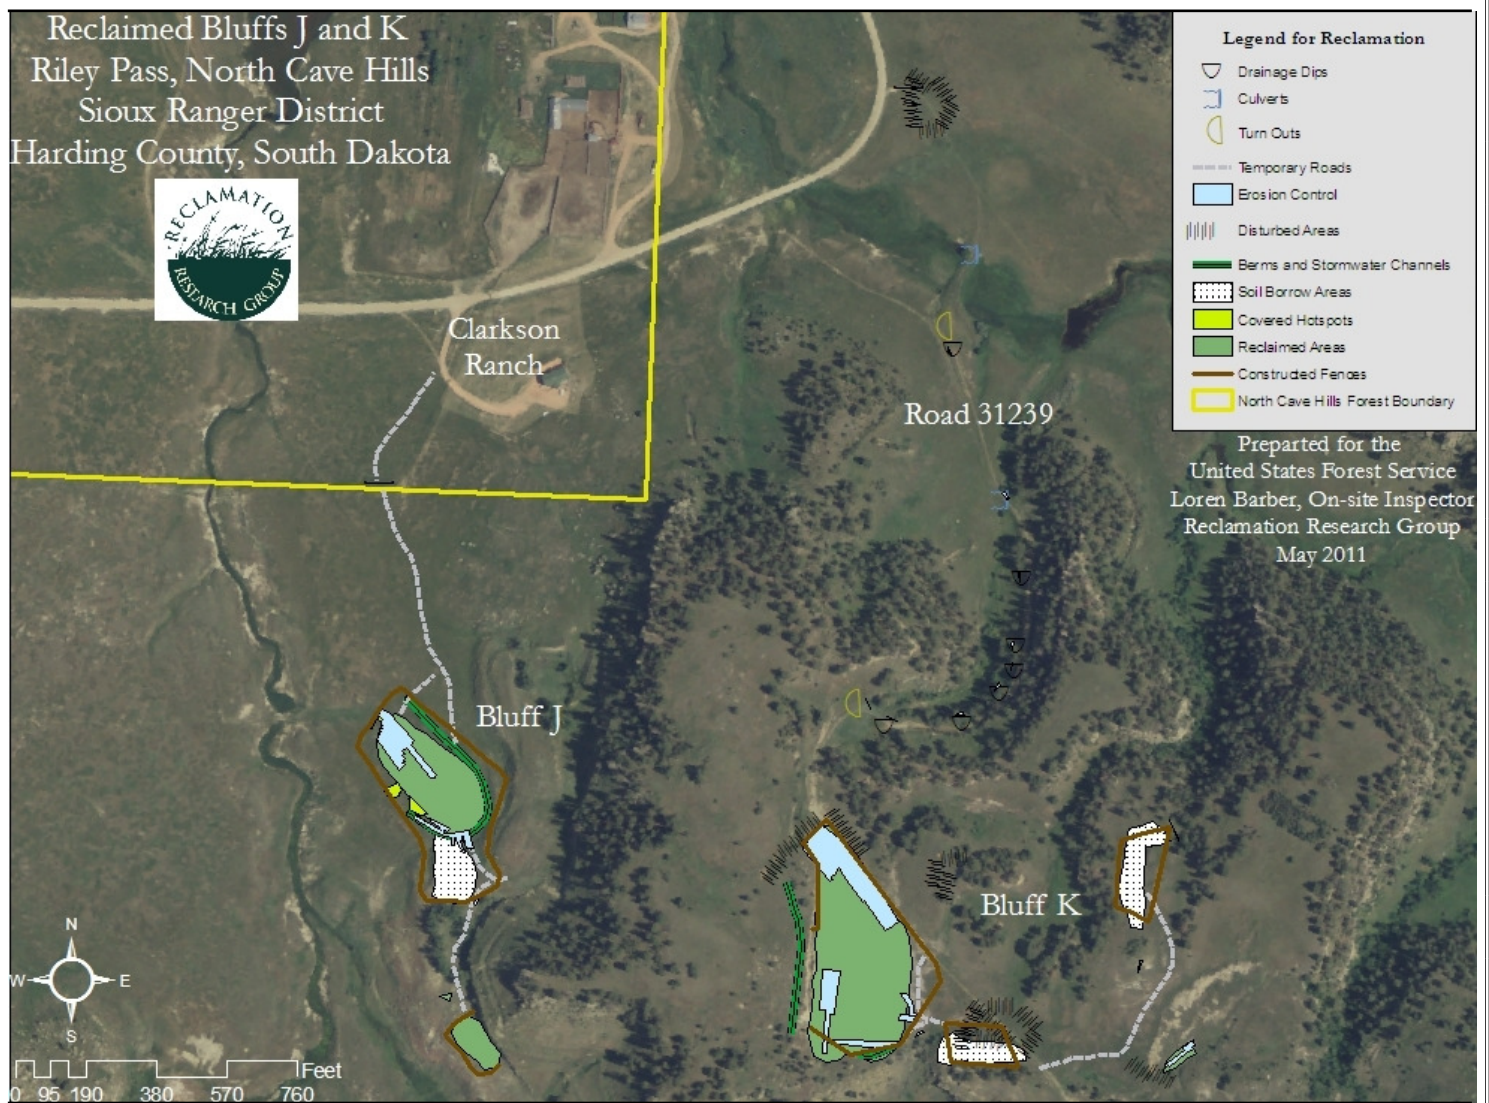 Reclaimed Bluffs J and K
Riley Pass, North Cave Hills
Sioux Ranger District
Harding County, South Dakota
RECLAMATION
RESEARCH GROUP
Clarkson
Ranch
Road 31239
Bluff J
Bluff K
Legend for Reclamation
Drainage Dips
Culverts
Turn Outs
Temporary Roads
Erosion Control
Disturbed Areas
Berms and Stormwater Channels
Soil Borrow Areas
Covered Hotspots
Reclaimed Areas
Constructed Fences
North Cave Hills Forest Boundary
Preparted for the
United States Forest Service
Loren Barber, On-site Inspector
Reclamation Research Group
May 2011
N
W E
S
Feet
0 95 190 380 570 760